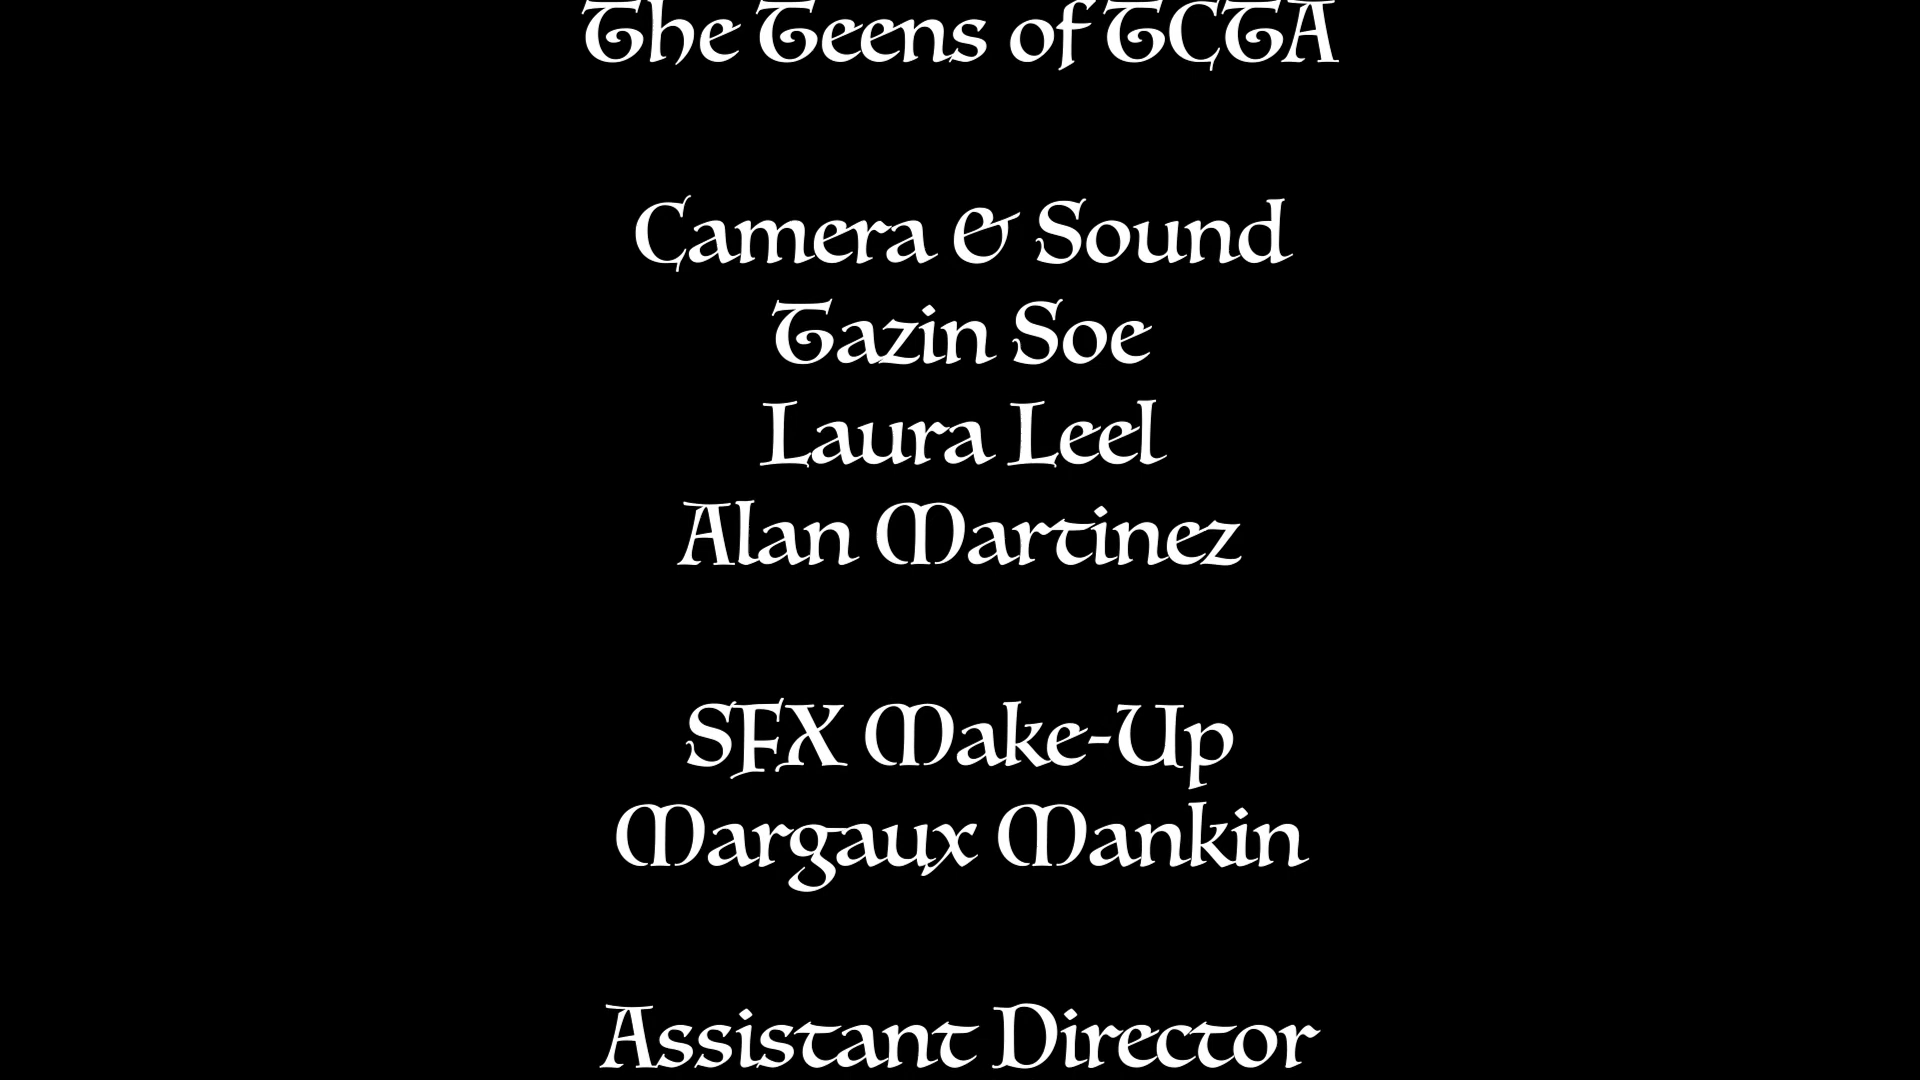 The Teens of TCTA
Camera & Sound
Tazin Soe
Laura Leel
Alan Martinez
SFX Make-Up
Margaux Mankin
Assistant Director